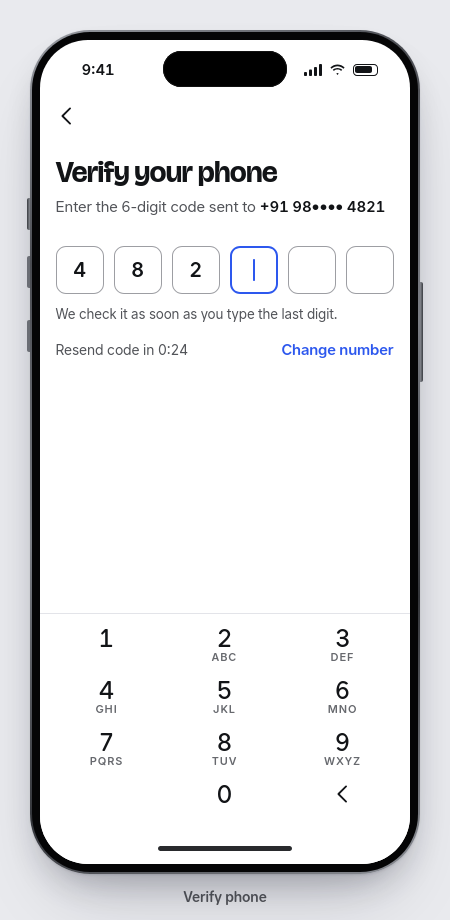 9:41
Verify your phone
Enter the 6-digit code sent to +91 98•••• 4821
4 8 2
We check it as soon as you type the last digit.
Resend code in 0:24 Change number
1 2 3
ABC DEF
4 5 6
GHI JKL MNO
7 8 9
PQRS TUV WXYZ
0
Verify phone